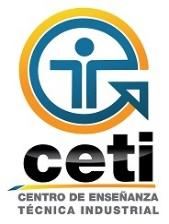 ceti
CENTRO DE ENSEÑANZA
TÉCNICA INDUSTRIAL